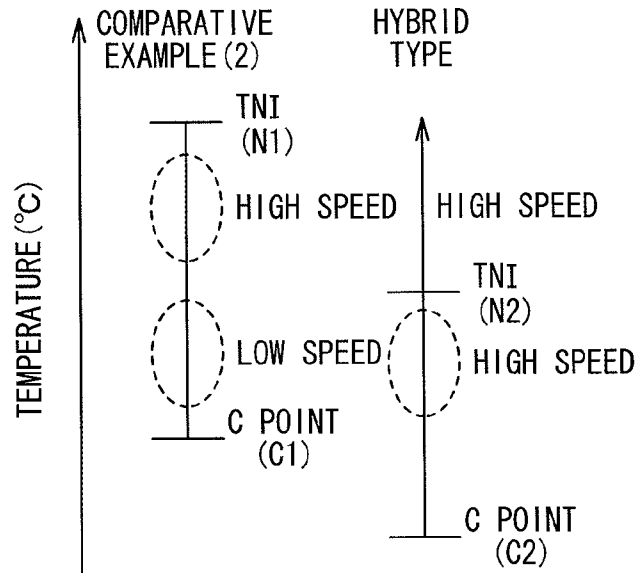 COMPARATIVE
EXAMPLE(2)
HYBRID
TYPE
TEMPERATURE(°C)
TNI
(N1)
HIGH SPEED
HIGH SPEED
TNI
(N2)
LOW SPEED
HIGH SPEED
C POINT
(C1)
C POINT
(C2)